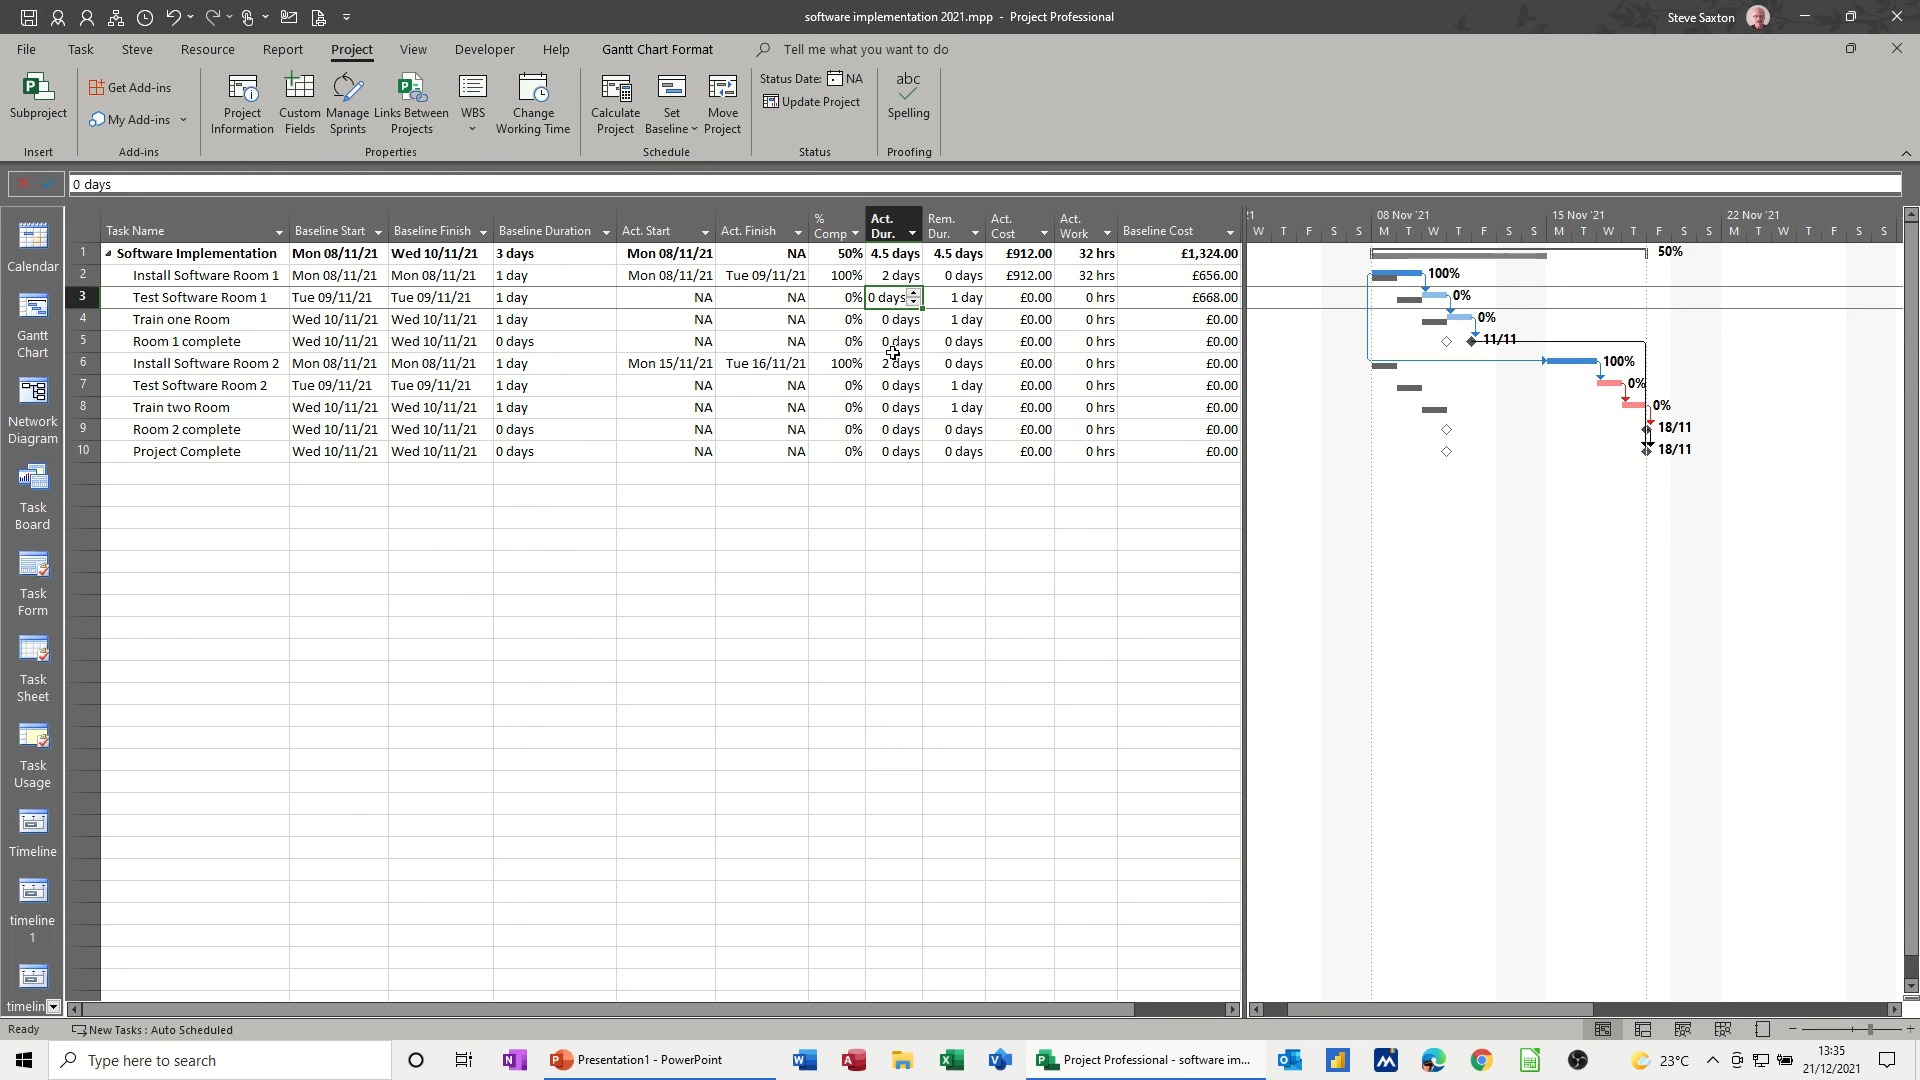 software implementation 2021.mpp - Project Professional
Steve Saxton
File Task Steve Resource Report Project View Developer Help Gantt Chart Format Tell me what you want to do
Subproject
Insert
Get Add-ins
My Add-ins
Add-ins
Project Information
Custom Fields
Manage Sprints
Links Between Projects
WBS
Change Working Time
Properties
Calculate Project
Set Baseline
Move Project
Schedule
Status Date: NA
Update Project
Status
abc
Spelling
Proofing
0 days
Calendar
Gantt Chart
Network Diagram
Task Board
Task Form
Task Sheet
Task Usage
Timeline
timeline 1
timelin
Task Name Baseline Start Baseline Finish Baseline Duration Act. Start Act. Finish % Comp Act. Dur. Rem. Dur. Act. Cost Act. Work Baseline Cost
1 Software Implementation Mon 08/11/21 Wed 10/11/21 3 days Mon 08/11/21 NA 50% 4.5 days 4.5 days £912.00 32 hrs £1,324.00
2 Install Software Room 1 Mon 08/11/21 Mon 08/11/21 1 day Mon 08/11/21 Tue 09/11/21 100% 2 days 0 days £912.00 32 hrs £656.00
3 Test Software Room 1 Tue 09/11/21 Tue 09/11/21 1 day NA NA 0% 0 days 1 day £0.00 0 hrs £668.00
4 Train one Room Wed 10/11/21 Wed 10/11/21 1 day NA NA 0% 0 days 1 day £0.00 0 hrs £0.00
5 Room 1 complete Wed 10/11/21 Wed 10/11/21 0 days NA NA 0% 0 days 0 days £0.00 0 hrs £0.00
6 Install Software Room 2 Mon 08/11/21 Mon 08/11/21 1 day Mon 15/11/21 Tue 16/11/21 100% 2 days 0 days £0.00 0 hrs £0.00
7 Test Software Room 2 Tue 09/11/21 Tue 09/11/21 1 day NA NA 0% 0 days 1 day £0.00 0 hrs £0.00
8 Train two Room Wed 10/11/21 Wed 10/11/21 1 day NA NA 0% 0 days 1 day £0.00 0 hrs £0.00
9 Room 2 complete Wed 10/11/21 Wed 10/11/21 0 days NA NA 0% 0 days 0 days £0.00 0 hrs £0.00
10 Project Complete Wed 10/11/21 Wed 10/11/21 0 days NA NA 0% 0 days 0 days £0.00 0 hrs £0.00
21 08 Nov '21 15 Nov '21 22 Nov '21
W T F S S M T W T F S S M T W T F S S M T W T F S S
50%
100%
0%
0%
11/11
100%
0%
0%
18/11
18/11
Ready New Tasks : Auto Scheduled
Type here to search
Presentation1 - PowerPoint
Project Professional - software im...
23°C
13:35
21/12/2021